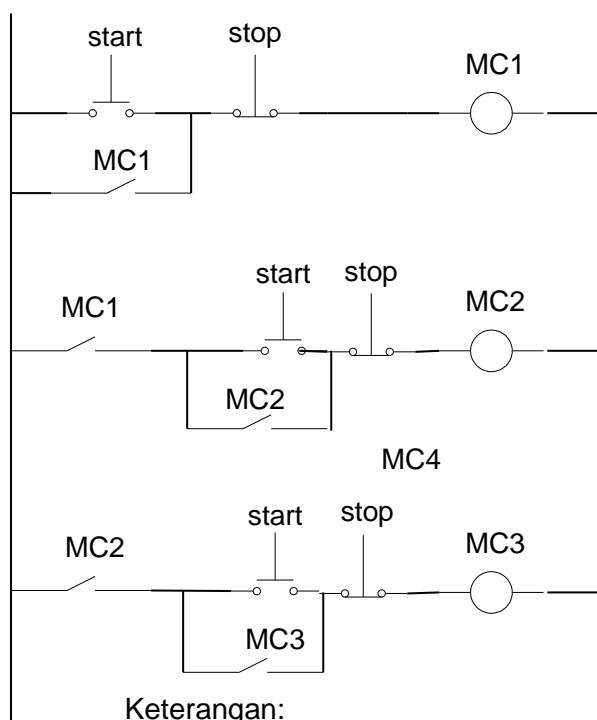 start stop MC1
MC1
start stop MC2
MC1
MC2
MC4
start stop MC3
MC2
MC3
Keterangan: